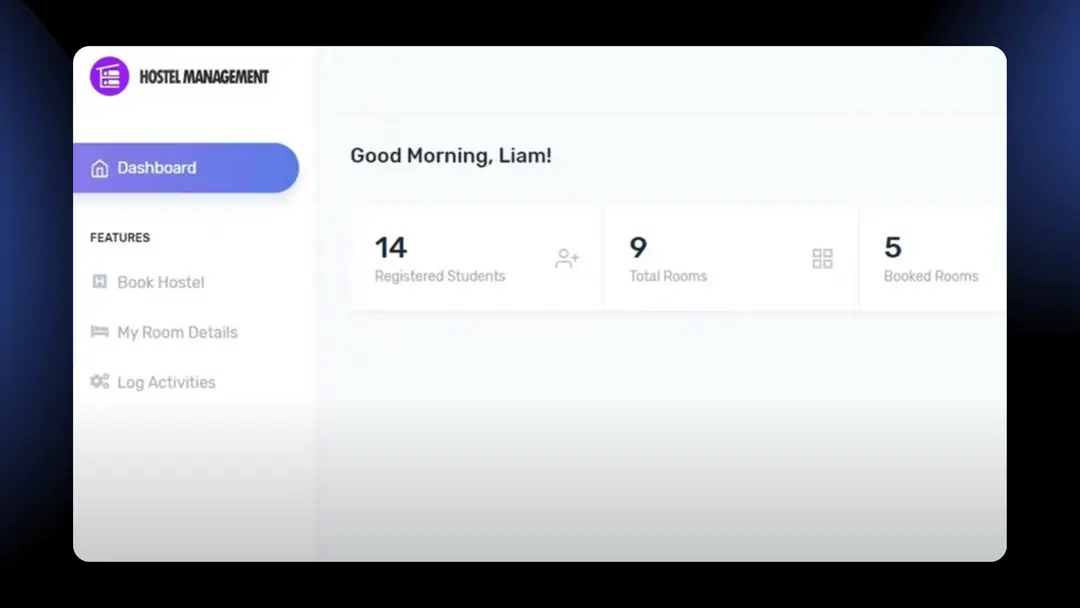 HOSTEL MANAGEMENT
Dashboard
FEATURES
Book Hostel
My Room Details
Log Activities
Good Morning, Liam!
14
Registered Students
9
Total Rooms
5
Booked Rooms